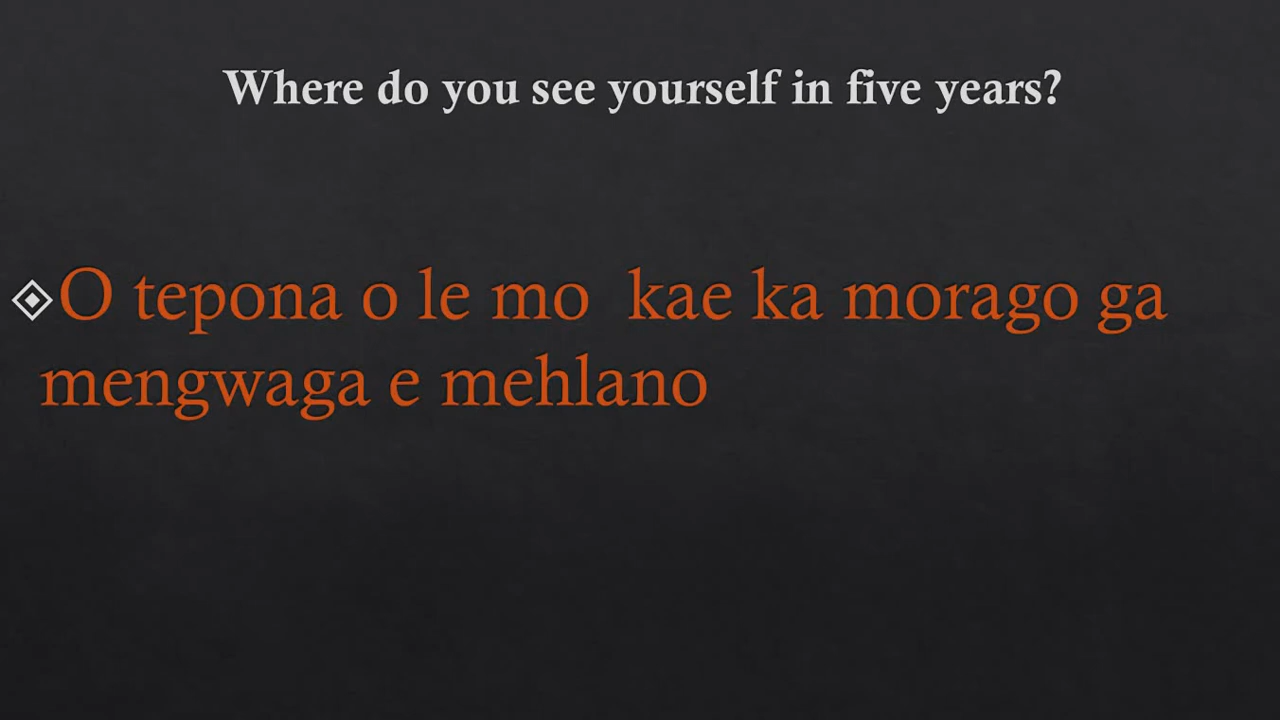 Where do you see yourself in five years?
O tepona o le mo  kae ka morago ga
mengwaga e mehlano